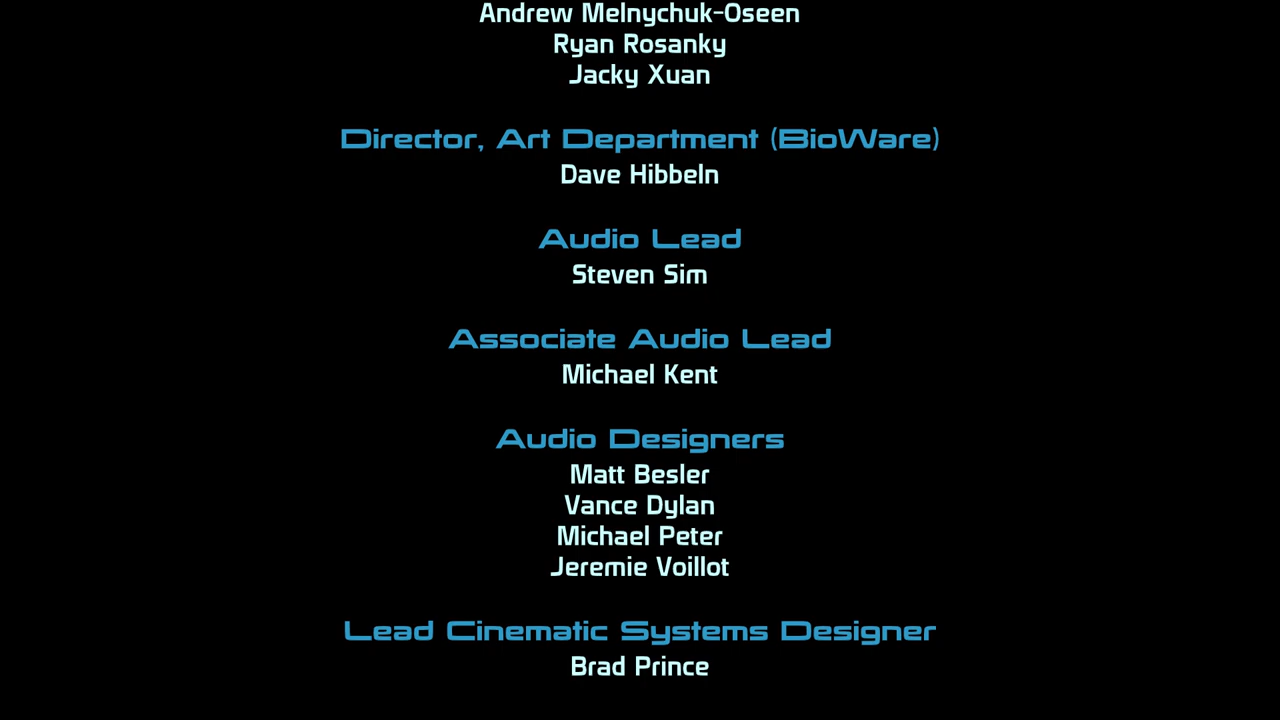 Andrew Melnychuk-Oseen
Ryan Rosanky
Jacky Xuan
Director, Art Department (BioWare)
Dave Hibbeln
Audio Lead
Steven Sim
Associate Audio Lead
Michael Kent
Audio Designers
Matt Besler
Vance Dylan
Michael Peter
Jeremie Voillot
Lead Cinematic Systems Designer
Brad Prince